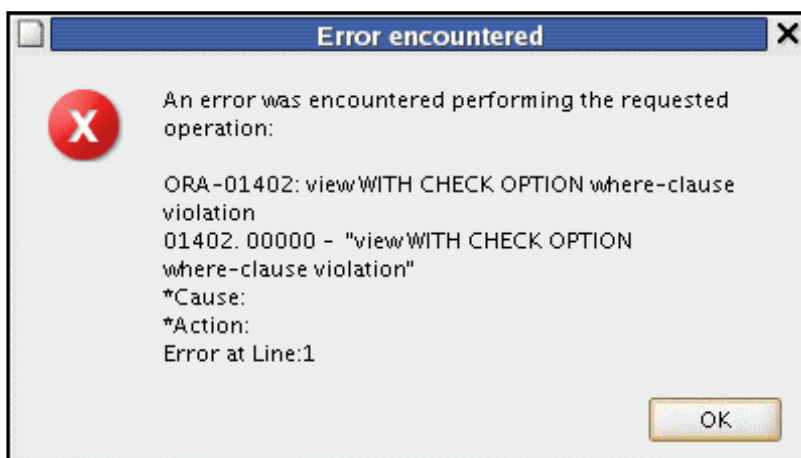 Error encountered
An error was encountered performing the requested
operation:
ORA-01402: view WITH CHECK OPTION where-clause
violation
01402. 00000 - "view WITH CHECK OPTION
where-clause violation"
*Cause:
*Action:
Error at Line:1
OK